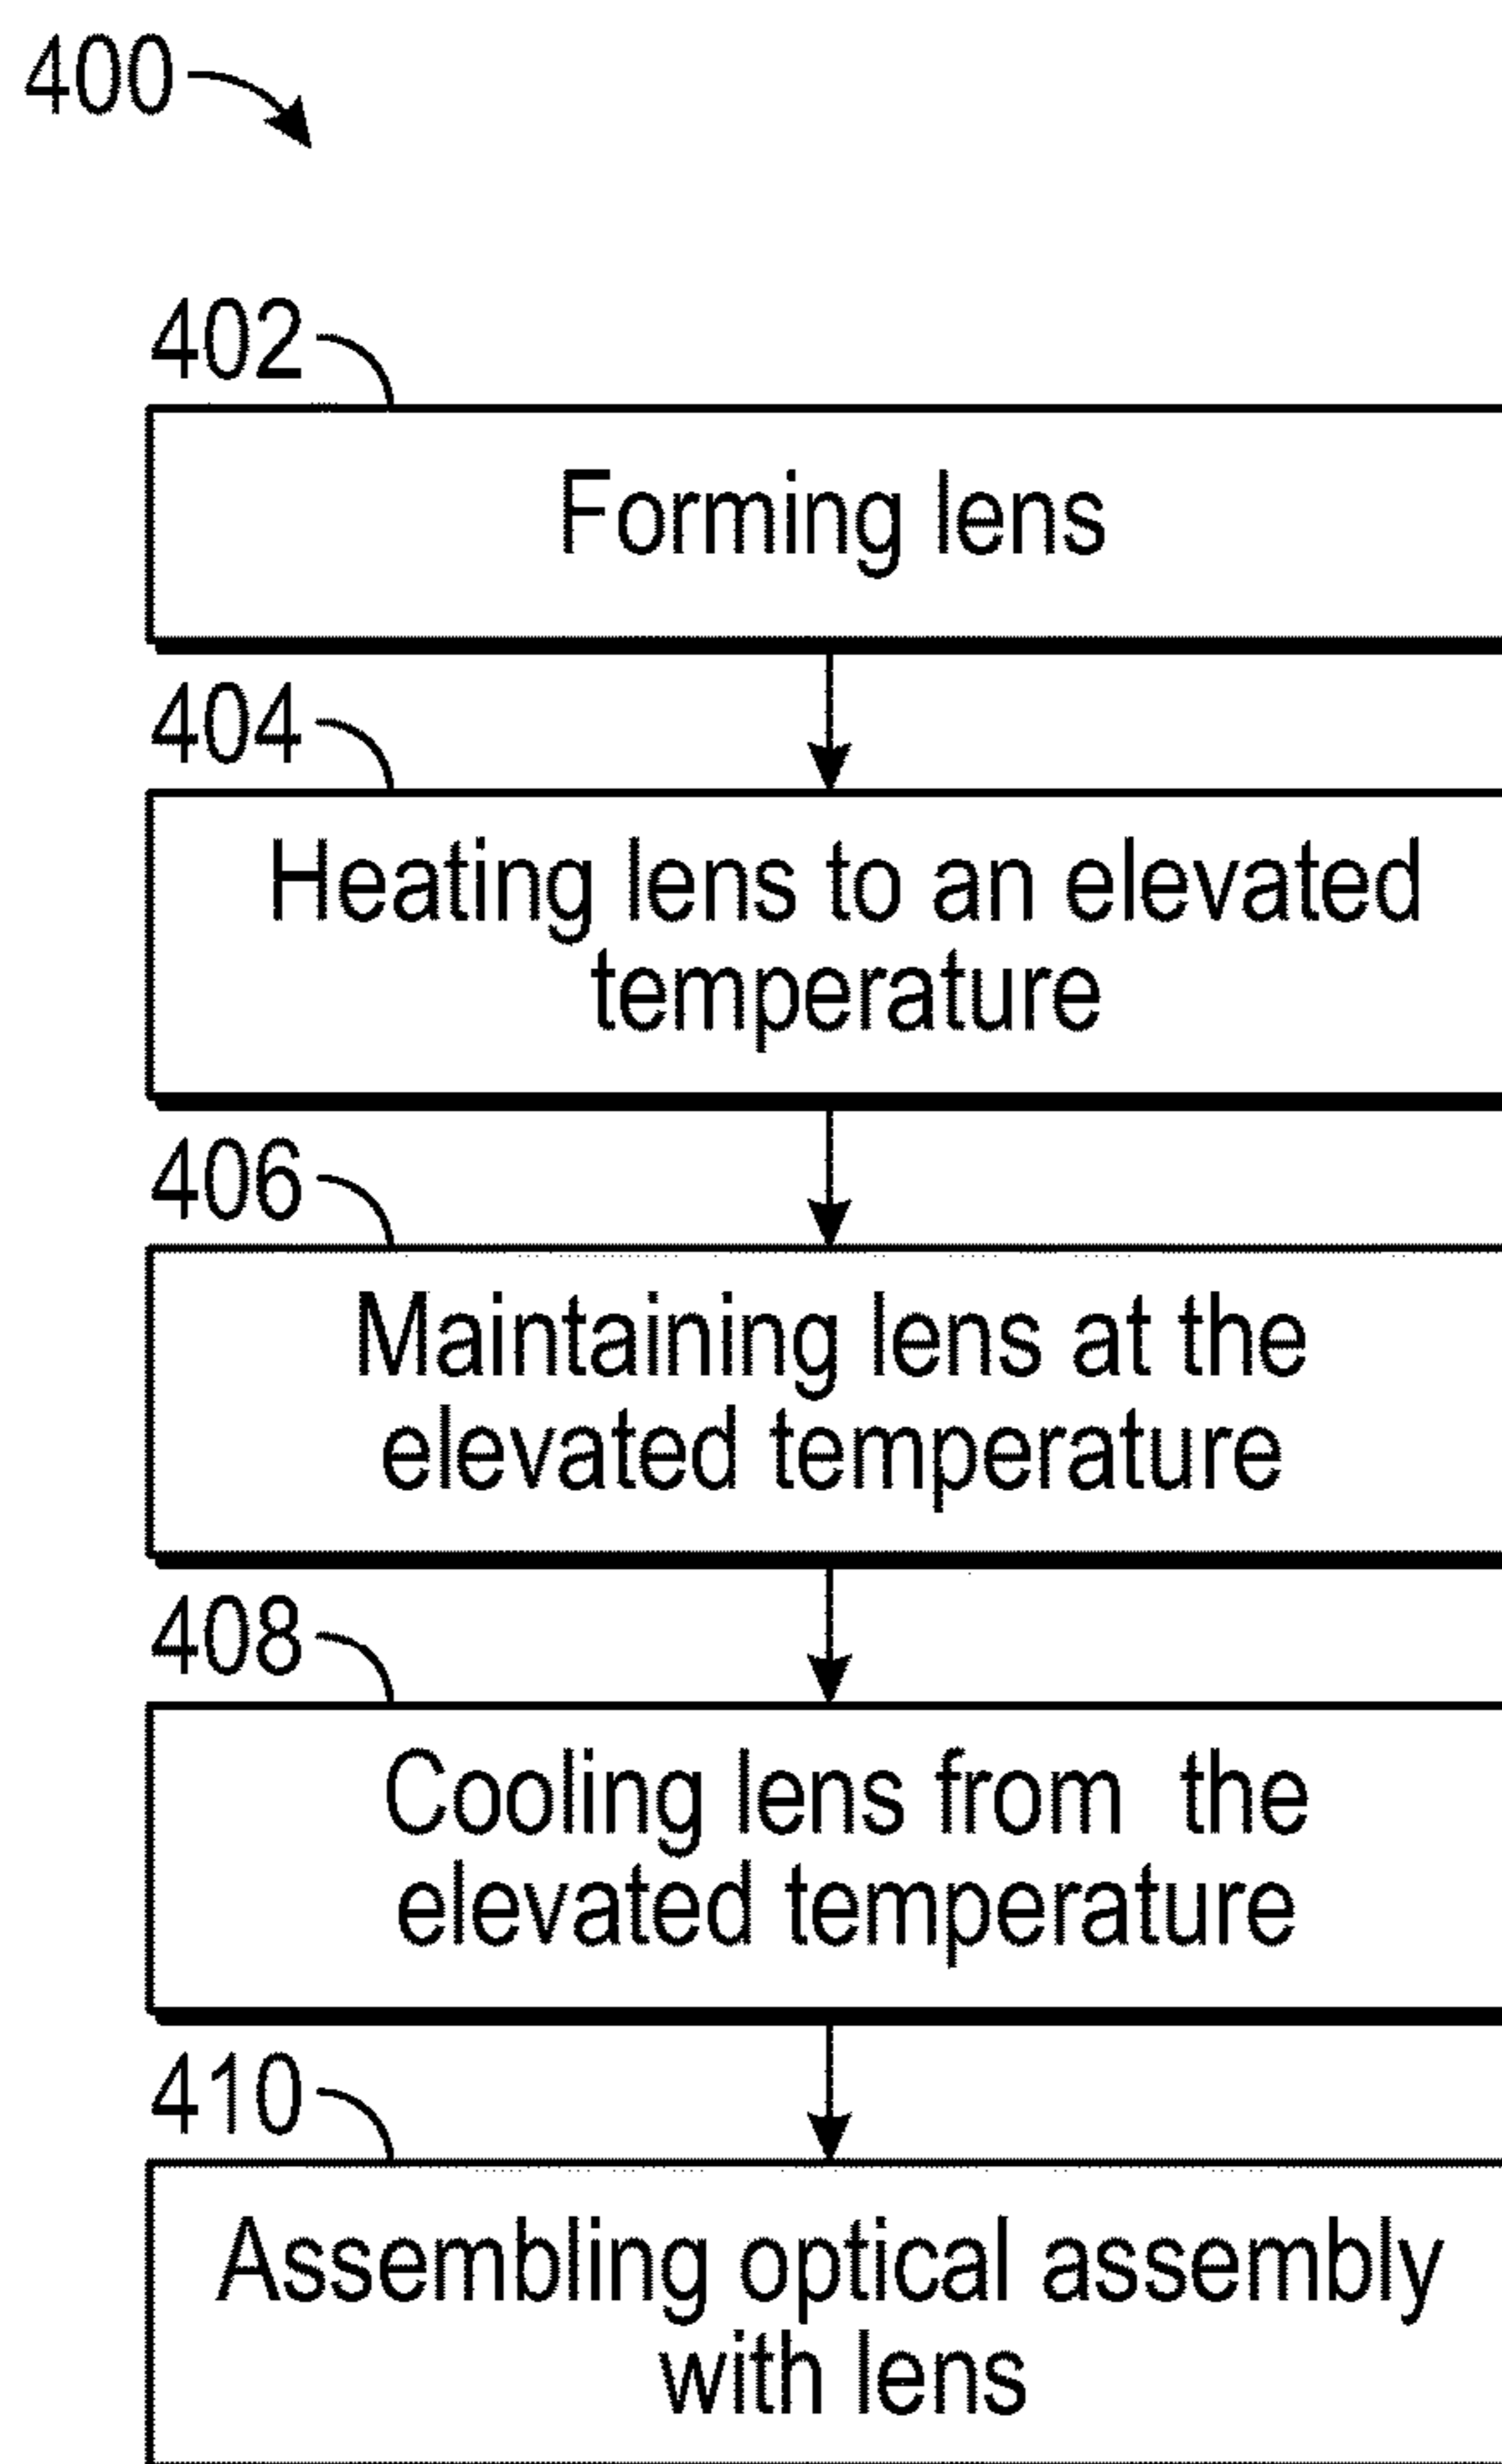 400
402
Forming lens
404
Heating lens to an elevated
temperature
406
Maintaining lens at the
elevated temperature
408
Cooling lens from  the
elevated temperature
410
Assembling optical assembly
with lens